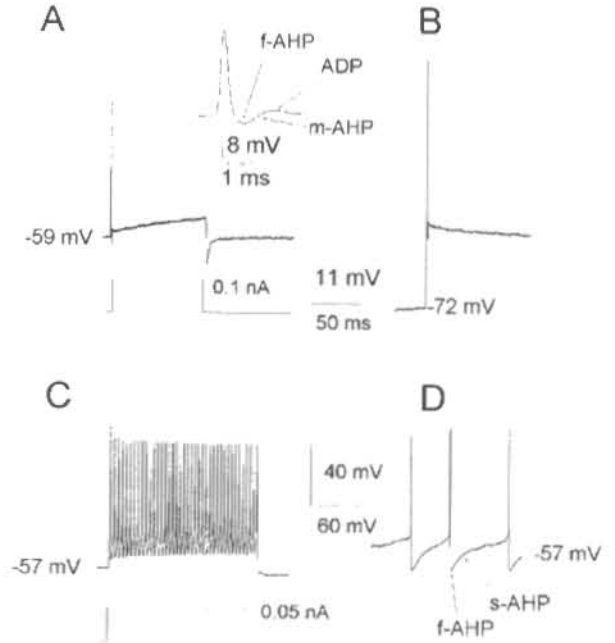 A
B
f-AHP
ADP
m-AHP
8 mV
1 ms
-59 mV
0.1 nA
11 mV
50 ms
-72 mV
C
D
40 mV
60 mV
-57 mV
-57 mV
0.05 nA
s-AHP
f-AHP